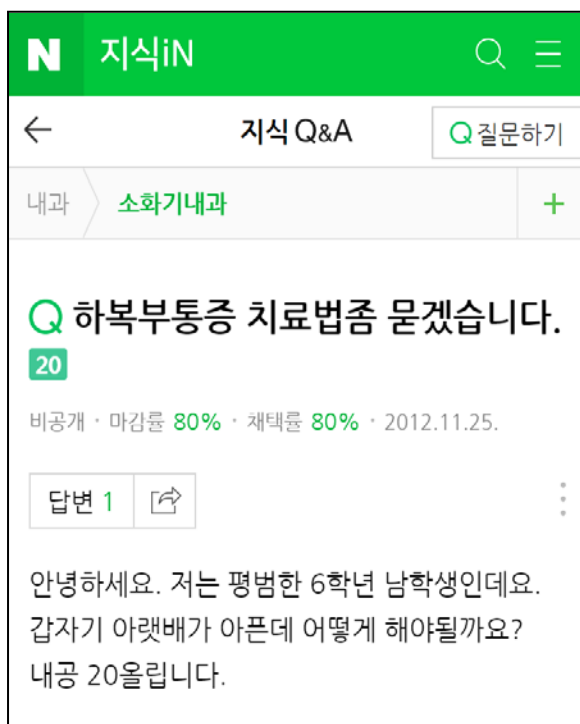 N 지식iN
지식 Q&A
Q 질문하기
내과 소화기내과 +
Q 하복부통증 치료법좀 묻겠습니다.
20
비공개 · 마감률 80% · 채택률 80% · 2012.11.25.
답변 1
안녕하세요. 저는 평범한 6학년 남학생인데요.
갑자기 아랫배가 아픈데 어떻게 해야될까요?
내공 20올립니다.